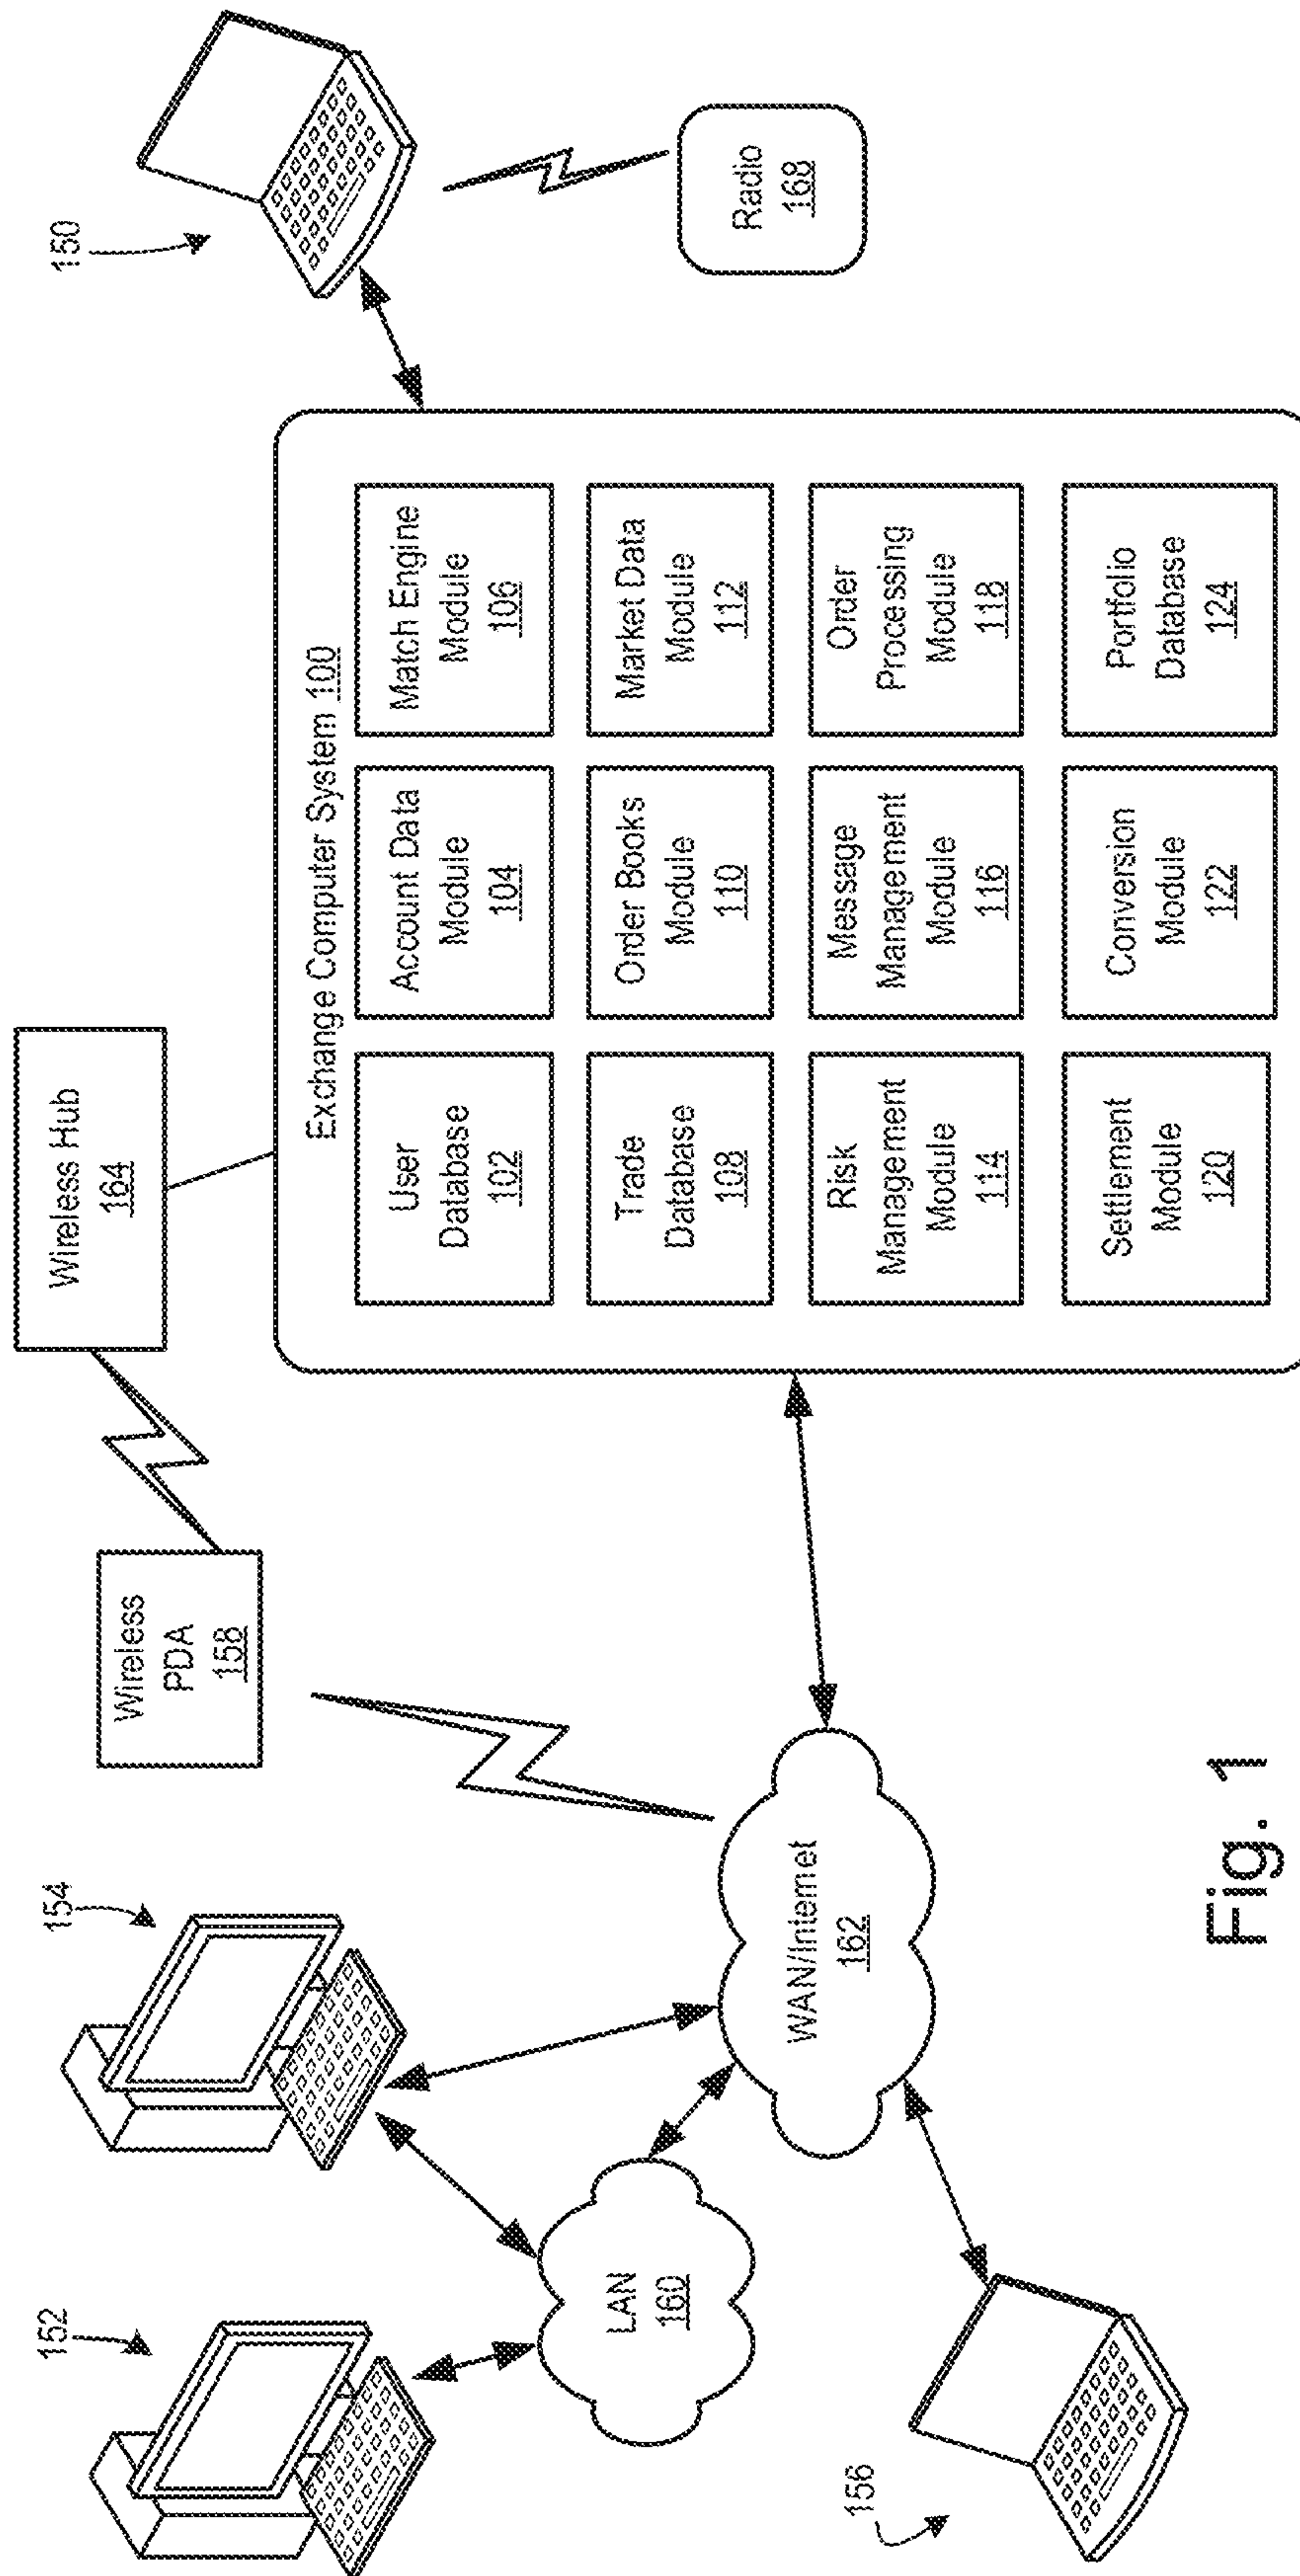 152
154
Wireless
PDA
158
Wireless Hub
164
150
Exchange Computer System 100
User
Database
102
Account Data
Module
104
Match Engine
Module
106
Trade
Database
108
Order Books
Module
110
Market Data
Module
112
Risk
Management
Module
114
Message
Management
Module
116
Order
Processing
Module
118
Settlement
Module
120
Conversion
Module
122
Portfolio
Database
124
Radio
168
LAN
160
WAN/Internet
162
156
Fig. 1